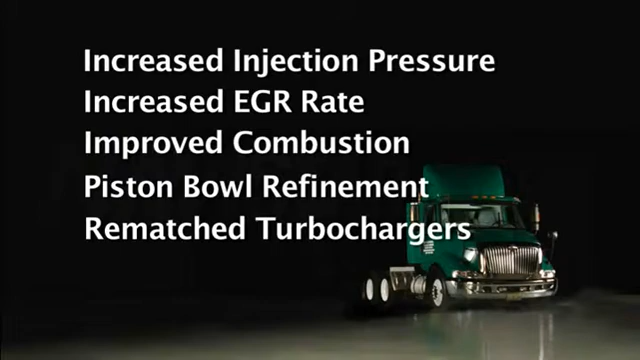 Increased Injection Pressure
Increased EGR Rate
Improved Combustion
Piston Bowl Refinement
Rematched Turbochargers